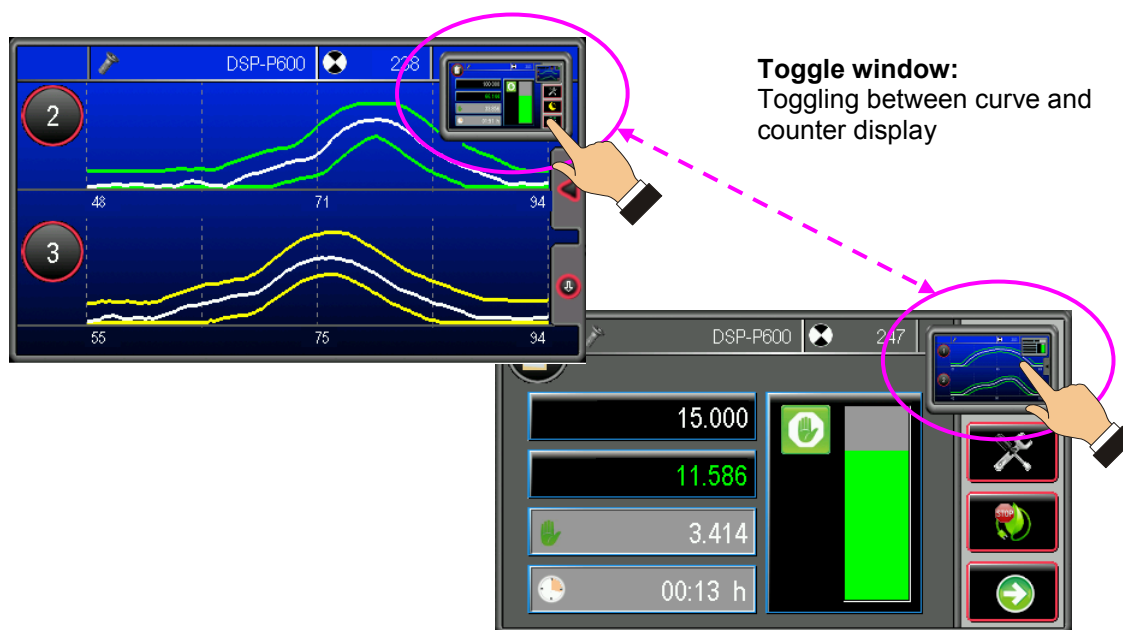 DSP-P600 238
2
48 71 94
3
55 75 94
Toggle window:
Toggling between curve and
counter display
DSP-P600 247
15.000
11.586
3.414
00:13 h
STOP